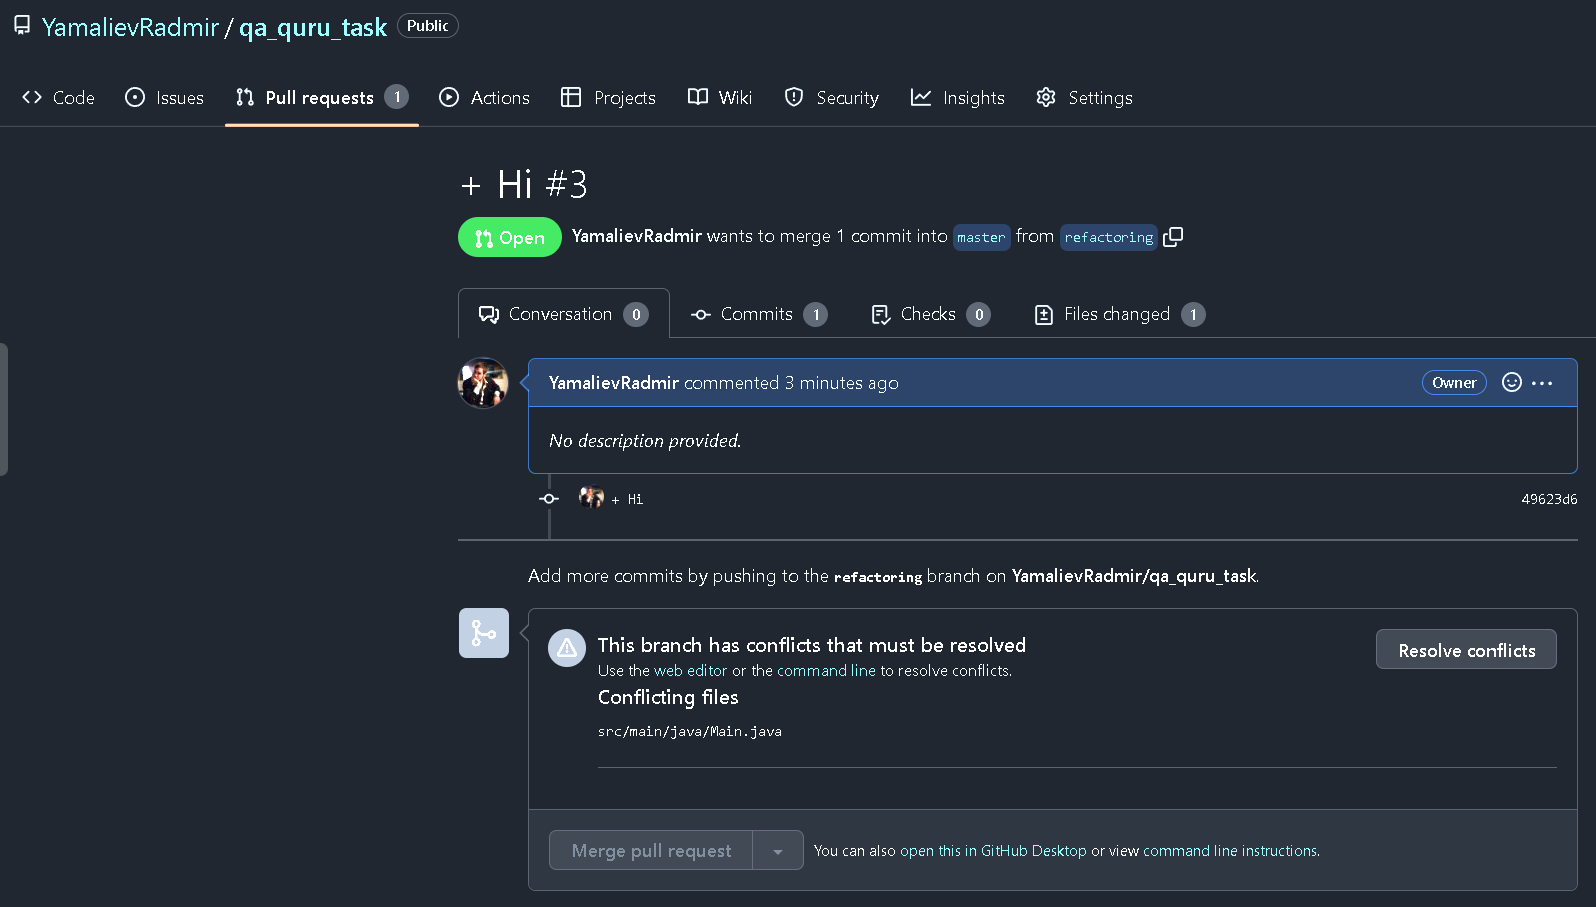 YamalievRadmir / qa_quru_task Public
Code Issues Pull requests 1 Actions Projects Wiki Security Insights Settings
+ Hi #3
Open YamalievRadmir wants to merge 1 commit into master from refactoring
Conversation 0 Commits 1 Checks 0 Files changed 1
YamalievRadmir commented 3 minutes ago Owner
No description provided.
+ Hi 49623d6
Add more commits by pushing to the refactoring branch on YamalievRadmir/qa_quru_task.
This branch has conflicts that must be resolved
Resolve conflicts
Use the web editor or the command line to resolve conflicts.
Conflicting files
src/main/java/Main.java
Merge pull request You can also open this in GitHub Desktop or view command line instructions.